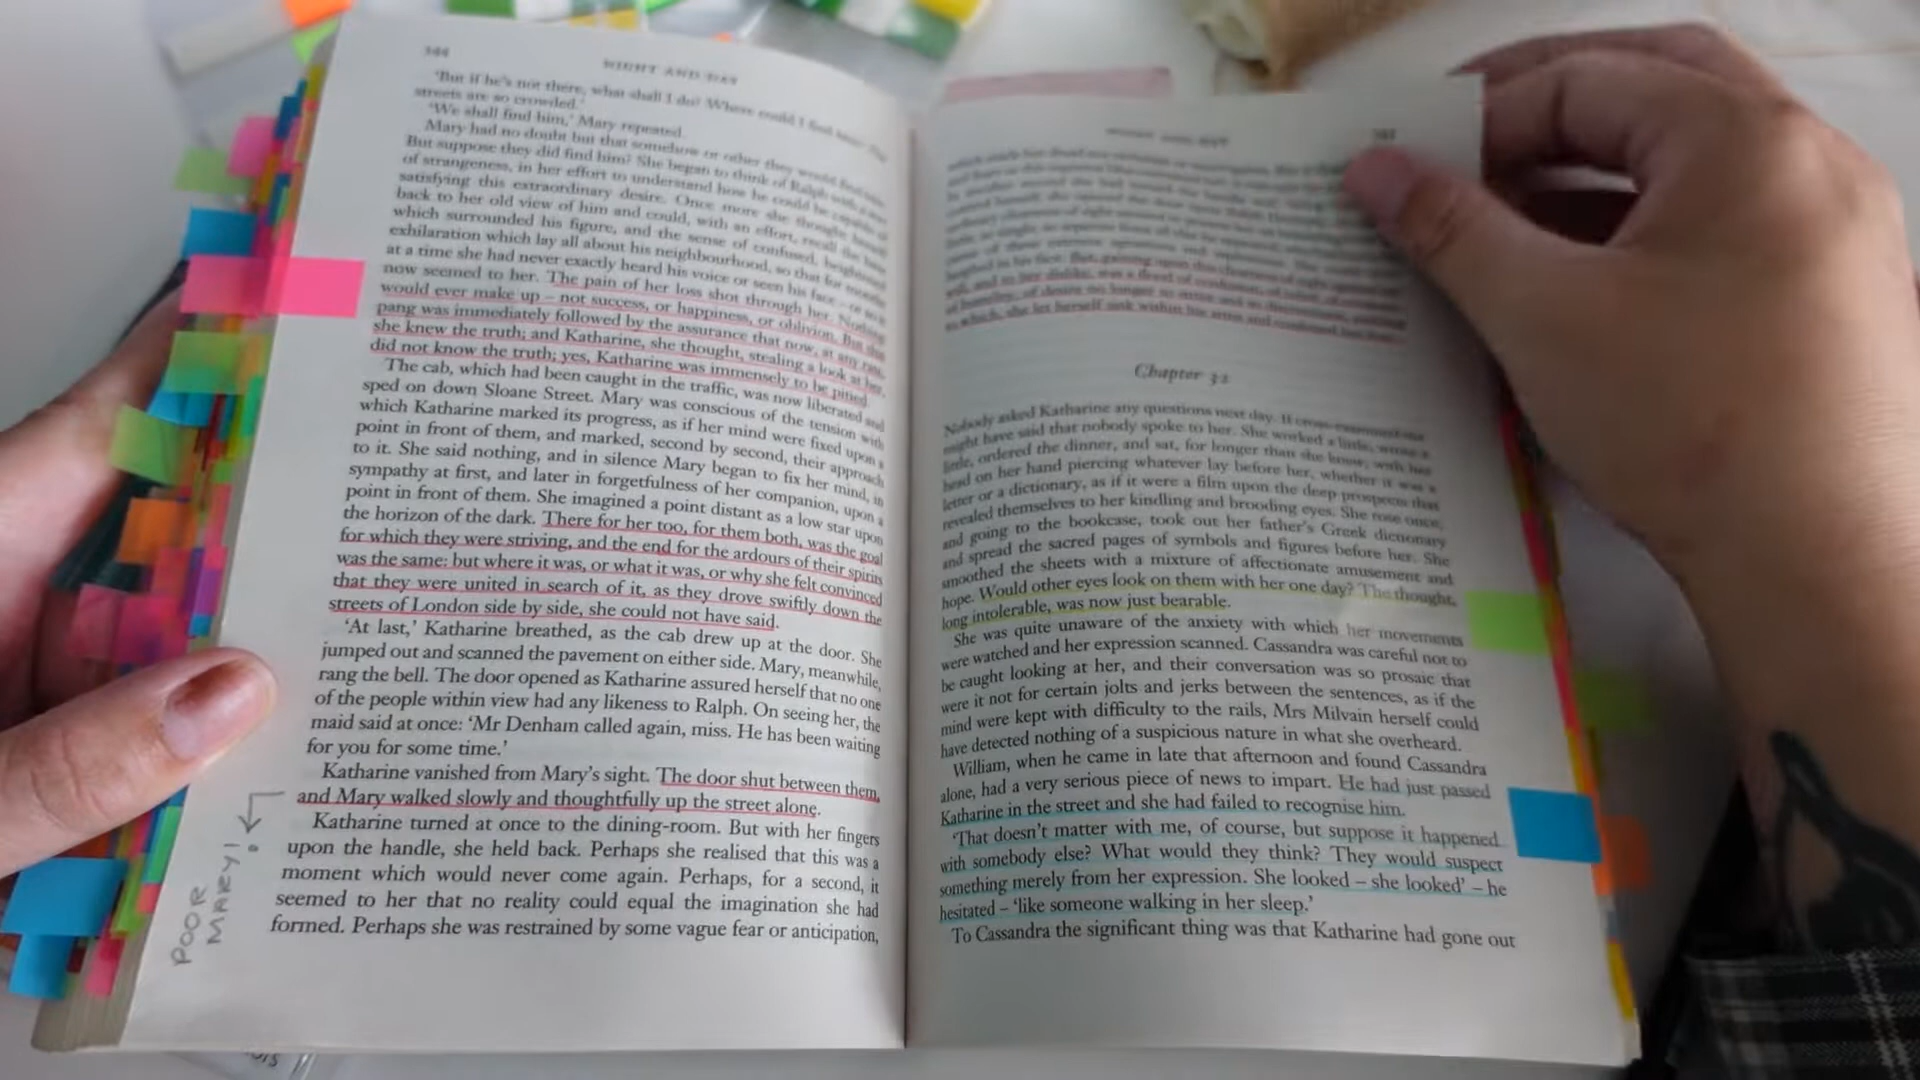 344
NIGHT AND DAY
'But if he's not there, what shall I do? Where could I find
streets are so crowded.'
'We shall find him,' Mary repeated.
Mary had no doubt but that somehow or other they would find
But suppose they did find him? She began to think of Ralph with a
of strangeness, in her effort to understand how he could be capable of
satisfying this extraordinary desire. Once more she thought herself
back to her old view of him and could, with an effort, recall the haze
which surrounded his figure, and the sense of confused, heightened
exhilaration which lay all about his neighbourhood, so that for months
at a time she had never exactly heard his voice or seen his face – or so it
now seemed to her. The pain of her loss shot through her. Nothing
would ever make up – not success, or happiness, or oblivion. But this
pang was immediately followed by the assurance that now, at any rate,
she knew the truth; and Katharine, she thought, stealing a look at her,
did not know the truth; yes, Katharine was immensely to be pitied.
The cab, which had been caught in the traffic, was now liberated and
sped on down Sloane Street. Mary was conscious of the tension with
which Katharine marked its progress, as if her mind were fixed upon a
point in front of them, and marked, second by second, their approach
to it. She said nothing, and in silence Mary began to fix her mind, in
sympathy at first, and later in forgetfulness of her companion, upon a
point in front of them. She imagined a point distant as a low star upon
the horizon of the dark. There for her too, for them both, was the goal
for which they were striving, and the end for the ardours of their spirits
was the same: but where it was, or what it was, or why she felt convinced
that they were united in search of it, as they drove swiftly down the
streets of London side by side, she could not have said.
'At last,' Katharine breathed, as the cab drew up at the door. She
jumped out and scanned the pavement on either side. Mary, meanwhile,
rang the bell. The door opened as Katharine assured herself that no one
of the people within view had any likeness to Ralph. On seeing her, the
maid said at once: 'Mr Denham called again, miss. He has been waiting
for you for some time.'
Katharine vanished from Mary's sight. The door shut between them,
and Mary walked slowly and thoughtfully up the street alone.
Katharine turned at once to the dining-room. But with her fingers
upon the handle, she held back. Perhaps she realised that this was a
moment which would never come again. Perhaps, for a second, it
seemed to her that no reality could equal the imagination she had
formed. Perhaps she was restrained by some vague fear or anticipation,
POOR
MARY!
to which, she let herself sink within his arms and confessed her love.
Chapter 32
Nobody asked Katharine any questions next day. If cross-examined she
might have said that nobody spoke to her. She worked a little, wrote a
little, ordered the dinner, and sat, for longer than she knew, with her
head on her hand piercing whatever lay before her, whether it was a
letter or a dictionary, as if it were a film upon the deep prospects that
revealed themselves to her kindling and brooding eyes. She rose once,
and going to the bookcase, took out her father's Greek dictionary
and spread the sacred pages of symbols and figures before her. She
smoothed the sheets with a mixture of affectionate amusement and
hope. Would other eyes look on them with her one day? The thought,
long intolerable, was now just bearable.
She was quite unaware of the anxiety with which her movements
were watched and her expression scanned. Cassandra was careful not to
be caught looking at her, and their conversation was so prosaic that
were it not for certain jolts and jerks between the sentences, as if the
mind were kept with difficulty to the rails, Mrs Milvain herself could
have detected nothing of a suspicious nature in what she overheard.
William, when he came in late that afternoon and found Cassandra
alone, had a very serious piece of news to impart. He had just passed
Katharine in the street and she had failed to recognise him.
'That doesn't matter with me, of course, but suppose it happened
with somebody else? What would they think? They would suspect
something merely from her expression. She looked – she looked' – he
hesitated – 'like someone walking in her sleep.'
To Cassandra the significant thing was that Katharine had gone out